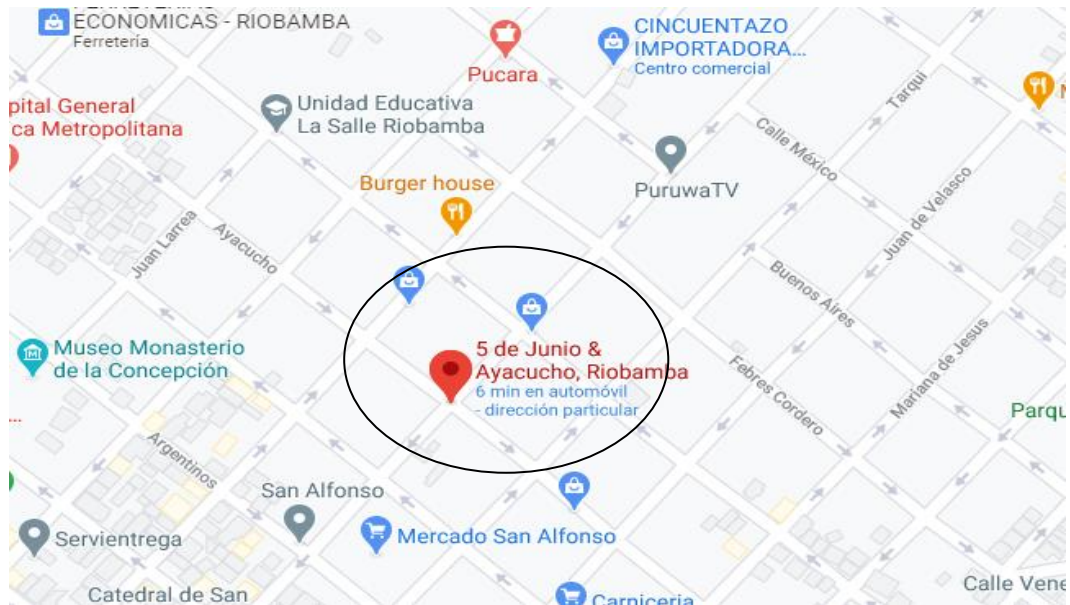 ECONOMICAS - RIOBAMBA
Ferretería
CINCUENTAZO
IMPORTADORA...
Centro comercial
Pucara
Tarqui
pital General
ca Metropolitana
Unidad Educativa
La Salle Riobamba
Calle México
Burger house
PuruwaTV
Juan de Velasco
Juan Larrea
Ayacucho
Buenos Aires
Museo Monasterio
de la Concepción
5 de Junio &
Ayacucho, Riobamba
6 min en automóvil
- dirección particular
Mariana de Jesus
Febres Cordero
Parqu
...
Argentinos
San Alfonso
Servientrega
Mercado San Alfonso
Catedral de San
Carniceria
Calle Vene